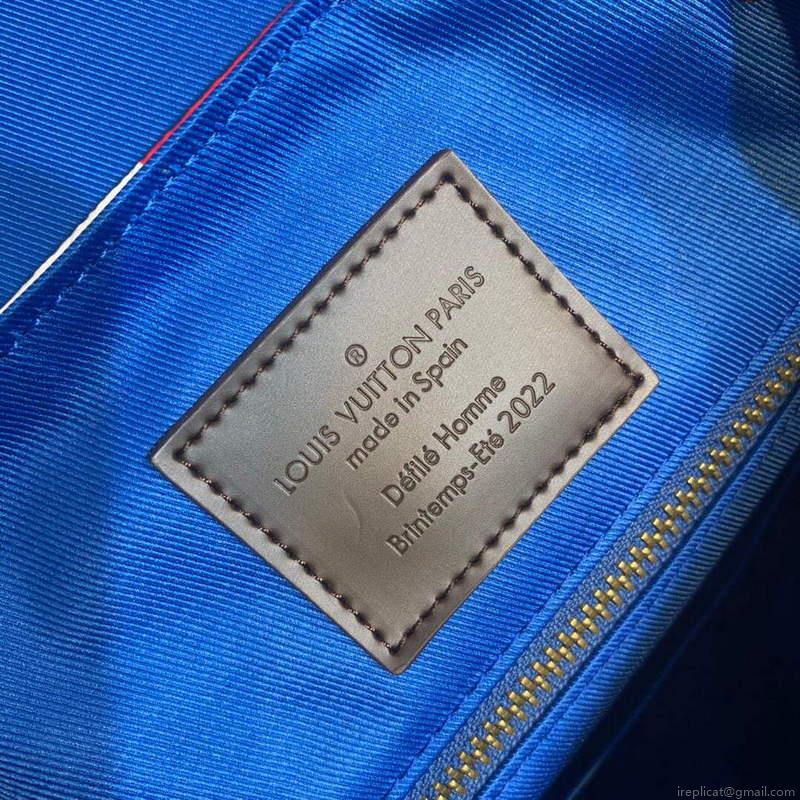 ®
LOUIS VUITTON PARIS
made in Spain
Défilé Homme
Brintemps-Eté 2022
ireplicat@gmail.com